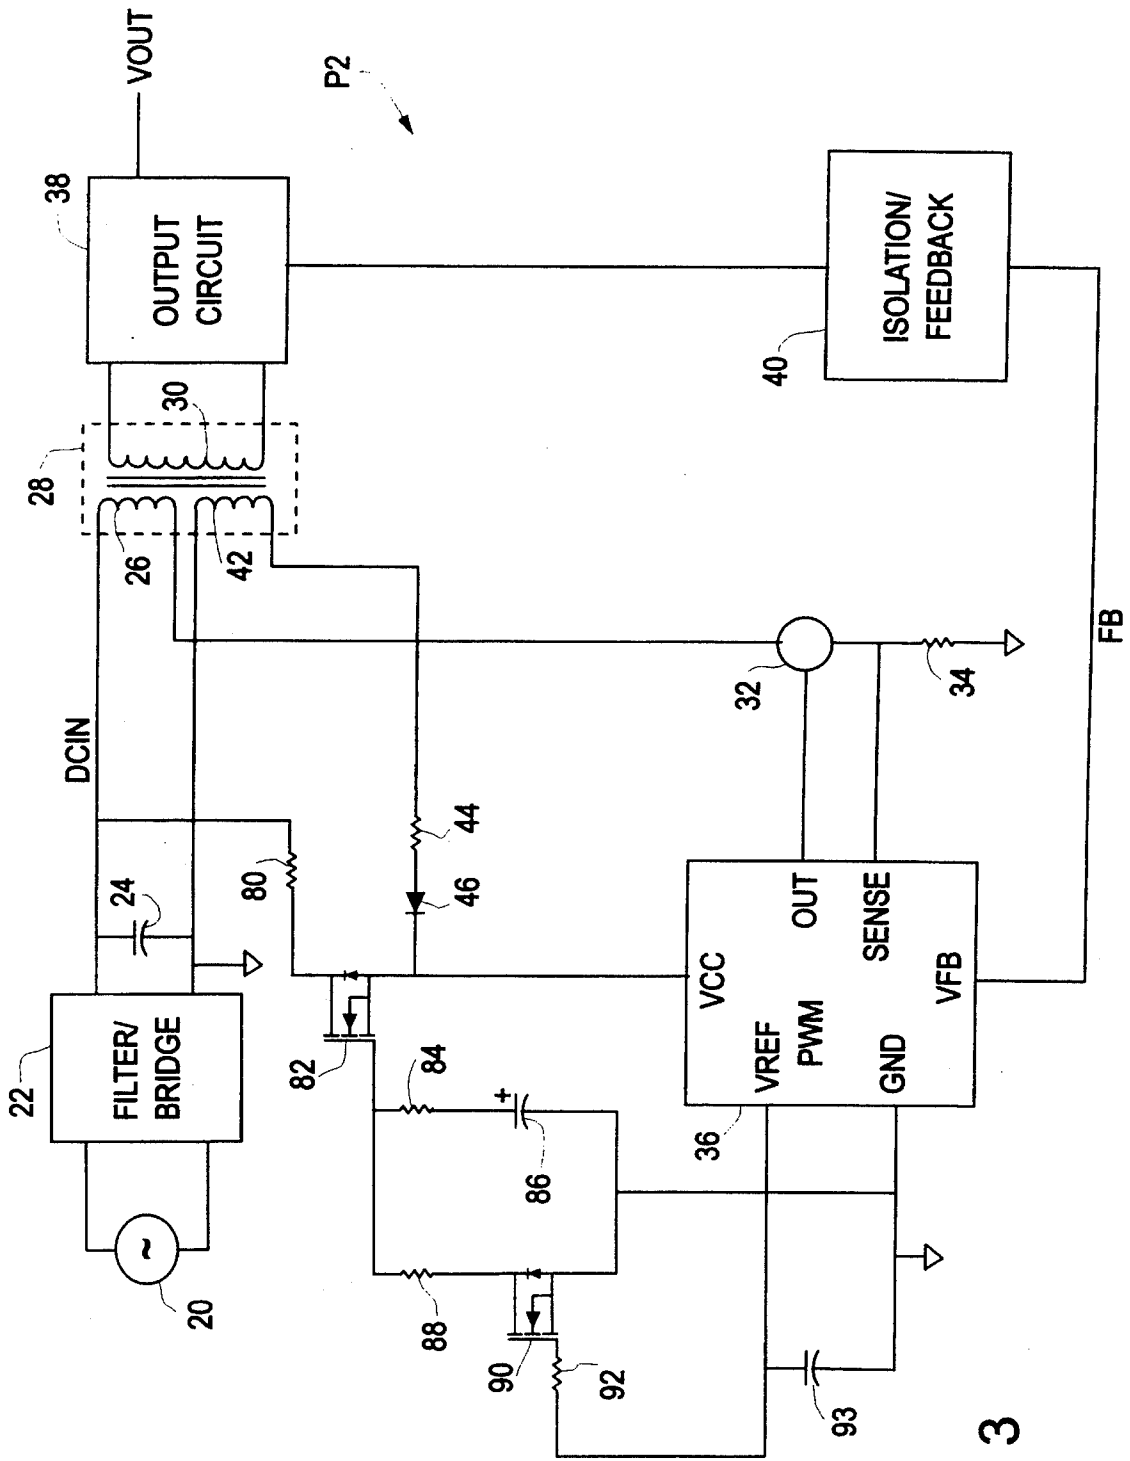 VOUT
P2
38
OUTPUT
CIRCUIT
ISOLATION/
FEEDBACK
40
30
28
26
42
DCIN
FB
32
34
80
44
46
24
22
FILTER/
BRIDGE
20
~
82
84
+
86
88
90
92
93
36
VCC
OUT
SENSE
VREF
PWM
GND
VFB
3